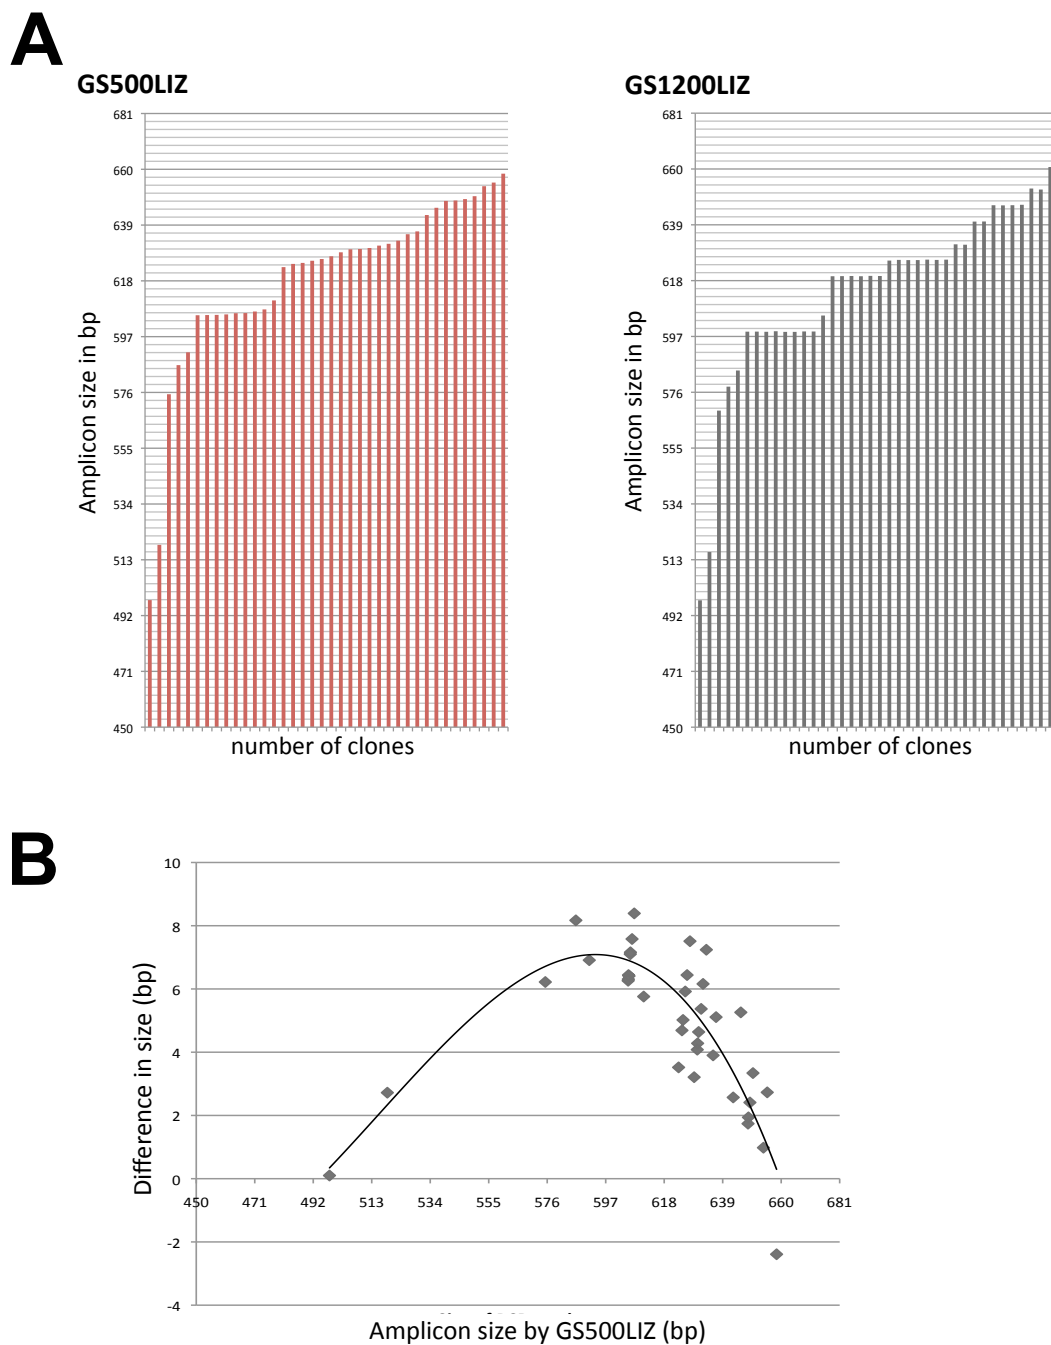 A
GS500LIZ
GS1200LIZ
681
660
639
618
597
576
555
534
513
492
471
450
Amplicon size in bp
number of clones
681
660
639
618
597
576
555
534
513
492
471
450
Amplicon size in bp
number of clones
B
10
8
6
4
2
0
-2
-4
Difference in size (bp)
450 471 492 513 534 555 576 597 618 639 660 681
Amplicon size by GS500LIZ (bp)